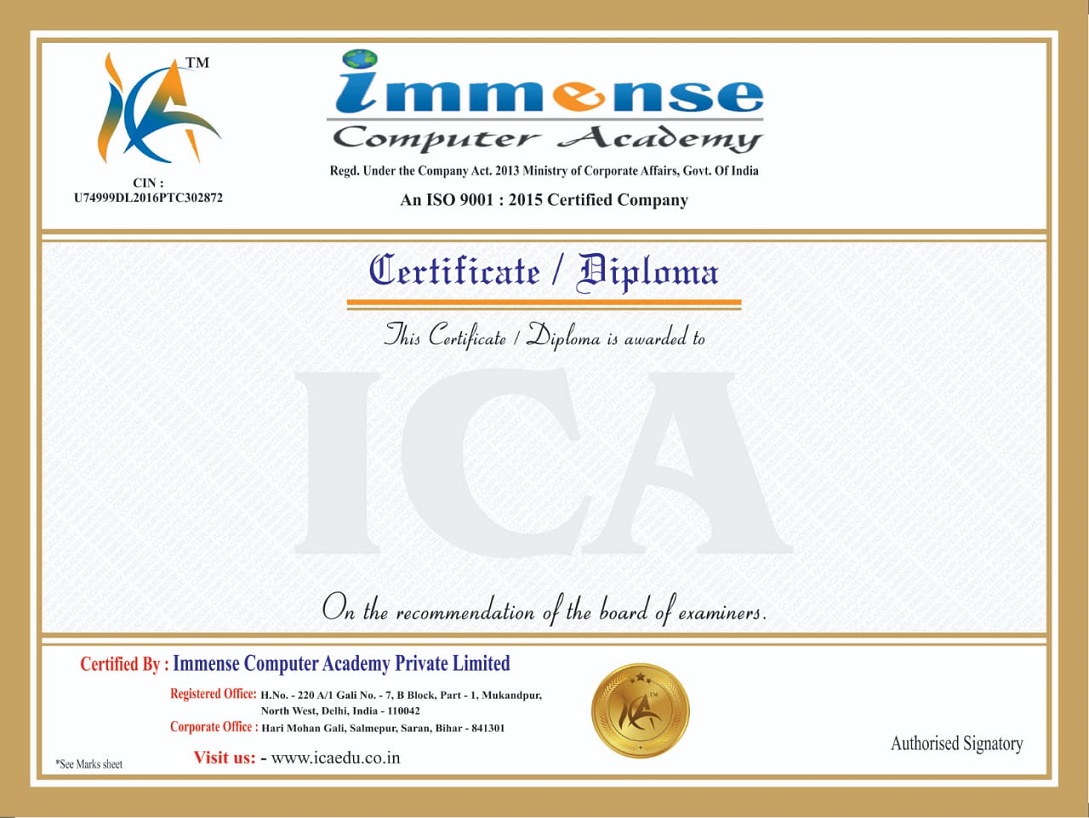 ICA TM
CIN :
U74999DL2016PTC302872
immense
Computer Academy
Regd. Under the Company Act. 2013 Ministry of Corporate Affairs, Govt. Of India
An ISO 9001 : 2015 Certified Company
Certificate / Diploma
This Certificate / Diploma is awarded to
ICA
On the recommendation of the board of examiners.
Certified By : Immense Computer Academy Private Limited
Registered Office: H.No. - 220 A/1 Gali No. - 7, B Block, Part - 1, Mukandpur,
North West, Delhi, India - 110042
Corporate Office : Hari Mohan Gali, Salmepur, Saran, Bihar - 841301
Visit us: - www.icaedu.co.in
*See Marks sheet
ICA TM
Authorised Signatory